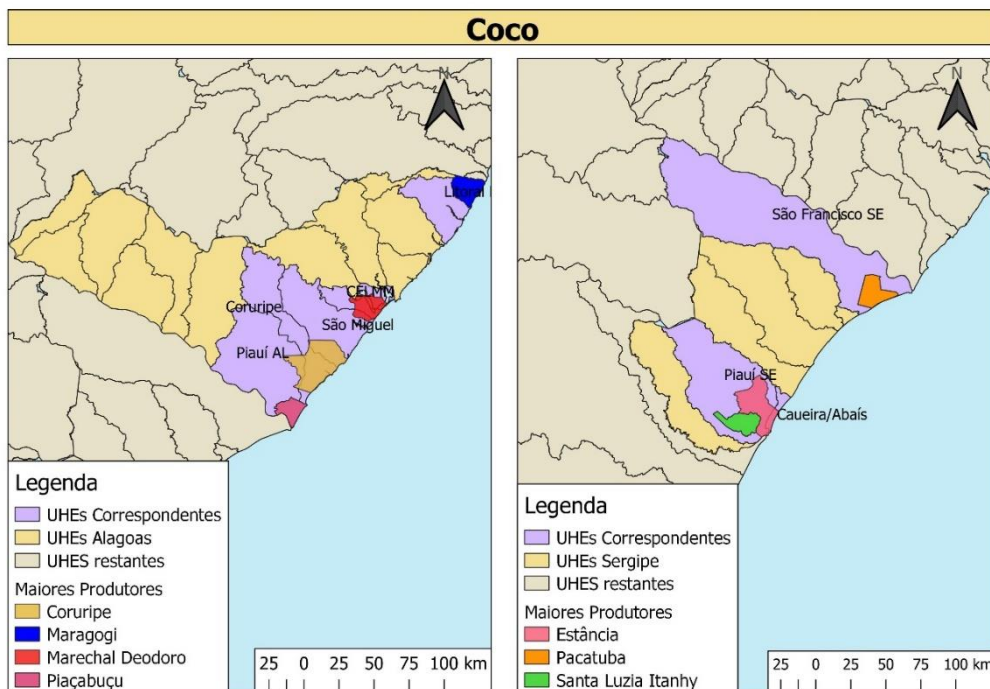 Coco
N
Litoral
CELMM
Coruripe
São Miguel
Piauí AL
Legenda
UHEs Correspondentes
UHEs Alagoas
UHES restantes
Maiores Produtores
Coruripe
Maragogi
Marechal Deodoro
Piaçabuçu
25 0 25 50 75 100 km
N
São Francisco SE
Piauí SE
Caueira/Abaís
Legenda
UHEs Correspondentes
UHEs Sergipe
UHES restantes
Maiores Produtores
Estância
Pacatuba
Santa Luzia Itanhy
25 0 25 50 75 100 km